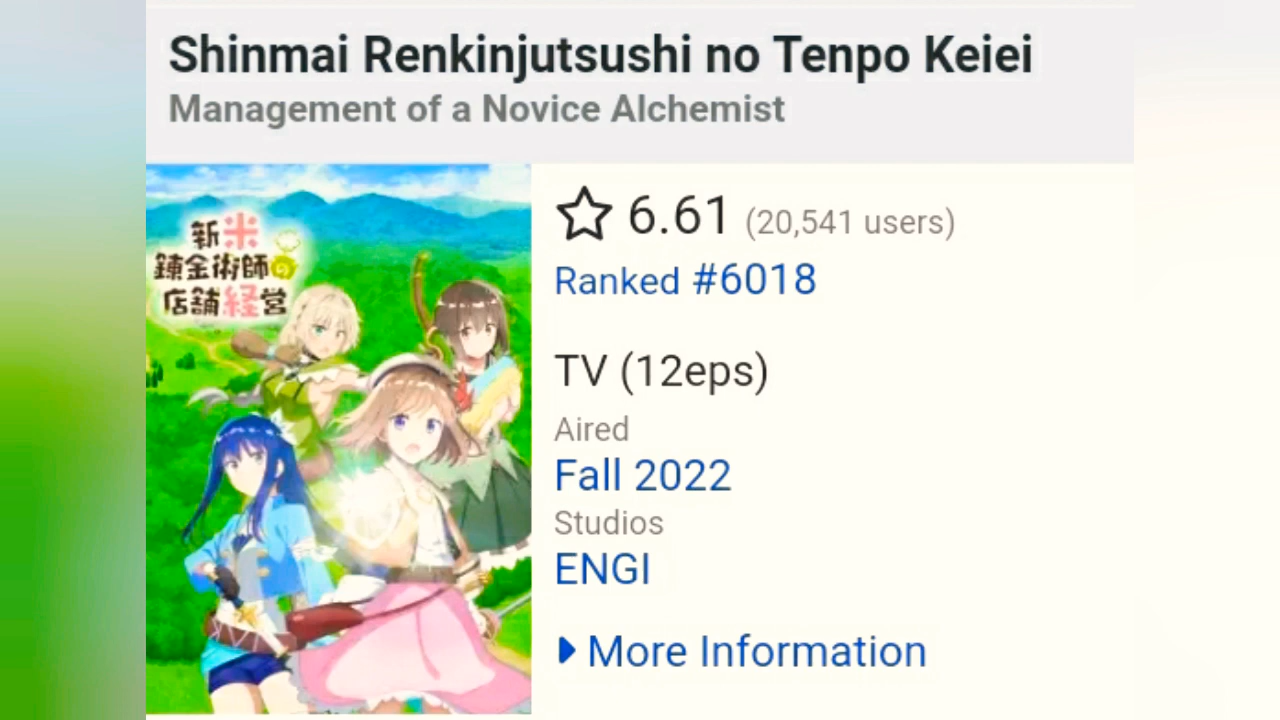 Shinmai Renkinjutsushi no Tenpo Keiei
Management of a Novice Alchemist
新米
錬金術師の
店舗経営
6.61 (20,541 users)
Ranked #6018
TV (12eps)
Aired
Fall 2022
Studios
ENGI
More Information